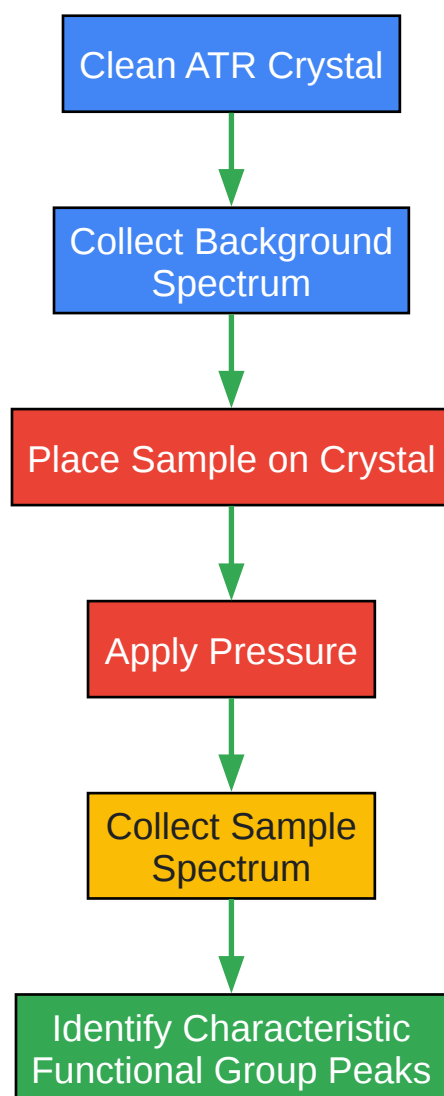 Clean ATR Crystal
Collect Background
Spectrum
Place Sample on Crystal
Apply Pressure
Collect Sample
Spectrum
Identify Characteristic
Functional Group Peaks